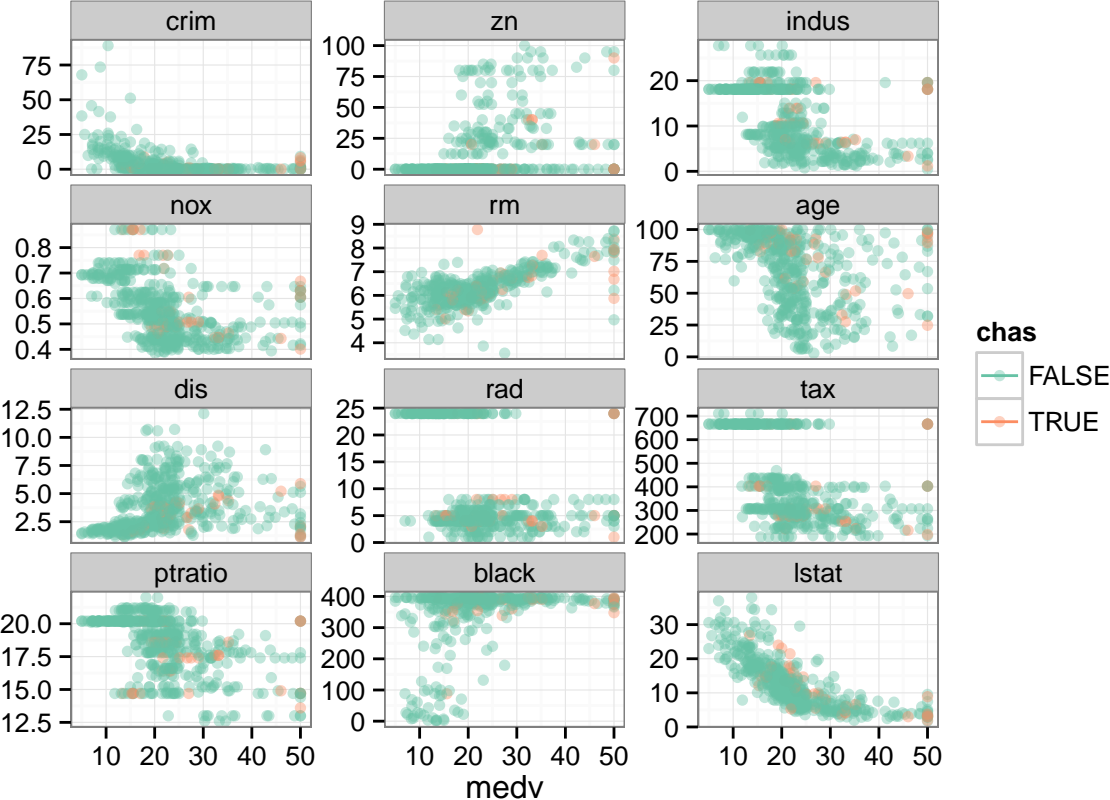 crim zn indus
75 50 25 0
100 75 50 25 0
20 10 0
nox rm age
0.8 0.7 0.6 0.5 0.4
9 8 7 6 5 4
100 75 50 25 0
chas
FALSE
TRUE
dis rad tax
12.5 10.0 7.5 5.0 2.5
25 20 15 10 5 0
700 600 500 400 300 200
ptratio black lstat
20.0 17.5 15.0 12.5
400 300 200 100 0
30 20 10 0
10 20 30 40 50 10 20 30 40 50 10 20 30 40 50
medv